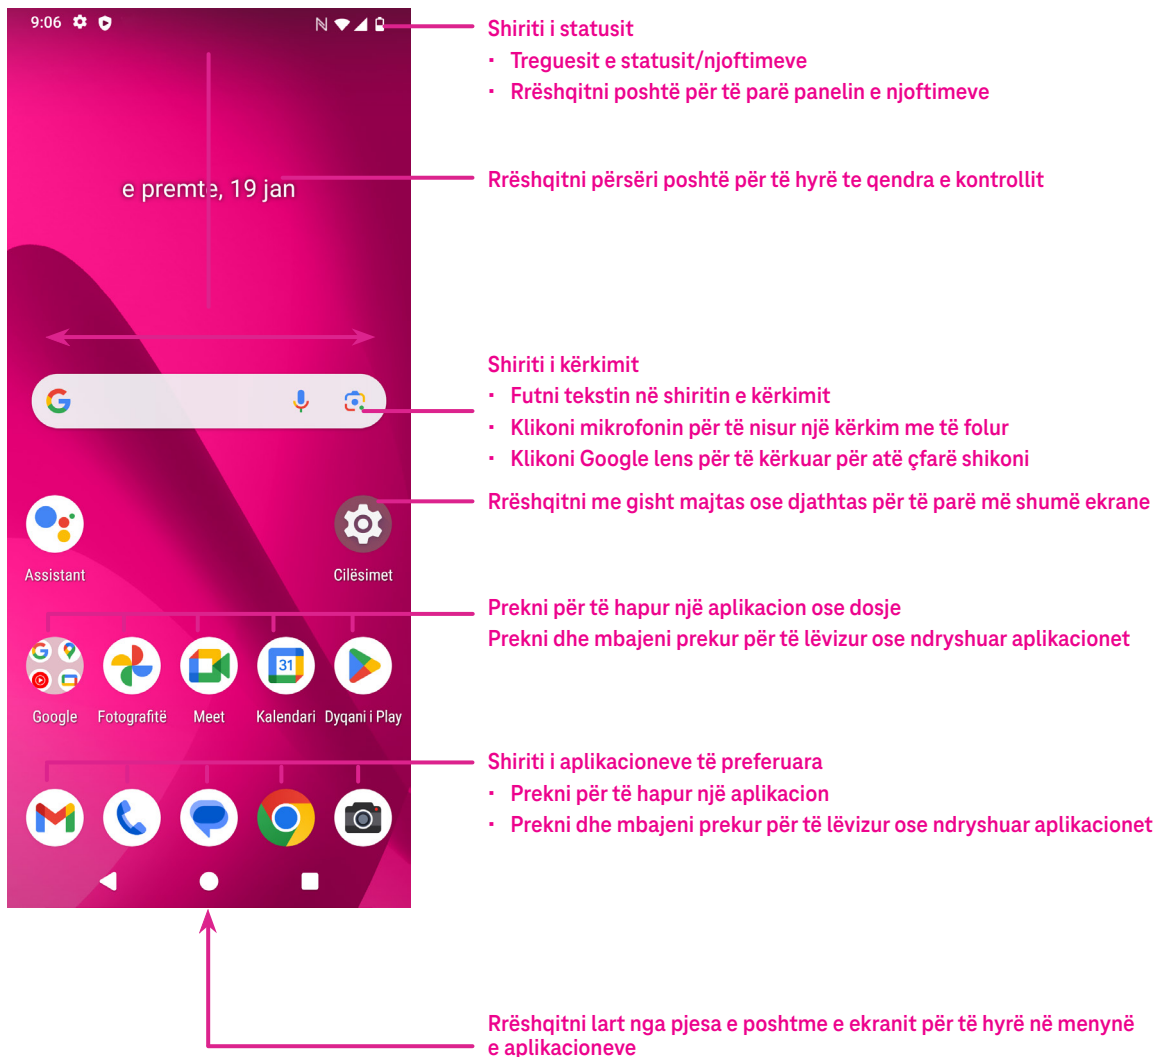 9:06
Shiriti i statusit
· Treguesit e statusit/njoftimeve
· Rrëshqitni poshtë për të parë panelin e njoftimeve
e premte, 19 jan
Rrëshqitni përsëri poshtë për të hyrë te qendra e kontrollit
Shiriti i kërkimit
· Futni tekstin në shiritin e kërkimit
· Klikoni mikrofonin për të nisur një kërkim me të folur
· Klikoni Google lens për të kërkuar për atë çfarë shikoni
Rrëshqitni me gisht majtas ose djathtas për të parë më shumë ekrane
Assistant
Cilësimet
Prekni për të hapur një aplikacion ose dosje
Prekni dhe mbajeni prekur për të lëvizur ose ndryshuar aplikacionet
31
Google
Fotografitë
Meet
Kalendari
Dyqani i Play
Shiriti i aplikacioneve të preferuara
· Prekni për të hapur një aplikacion
· Prekni dhe mbajeni prekur për të lëvizur ose ndryshuar aplikacionet
Rrëshqitni lart nga pjesa e poshtme e ekranit për të hyrë në menynë
e aplikacioneve